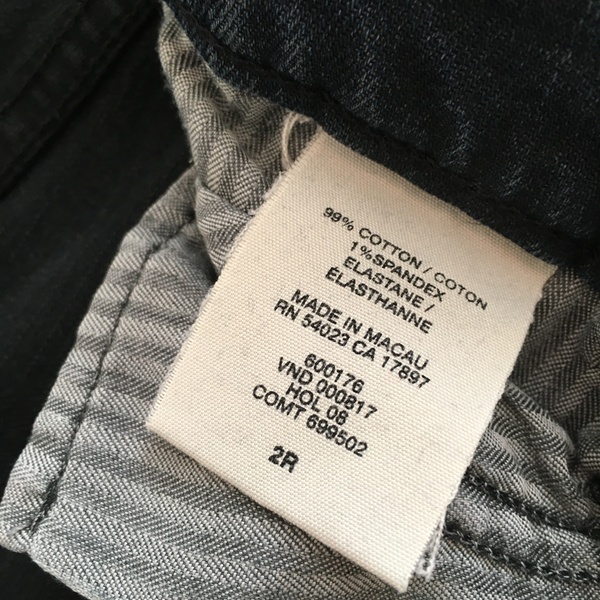 99% COTTON / COTON
1%SPANDEX
ELASTANE /
ÉLASTHANNE
MADE IN MACAU
RN 54023 CA 17897
600176
VND 000817
HOL 08
COMT 699502
2R